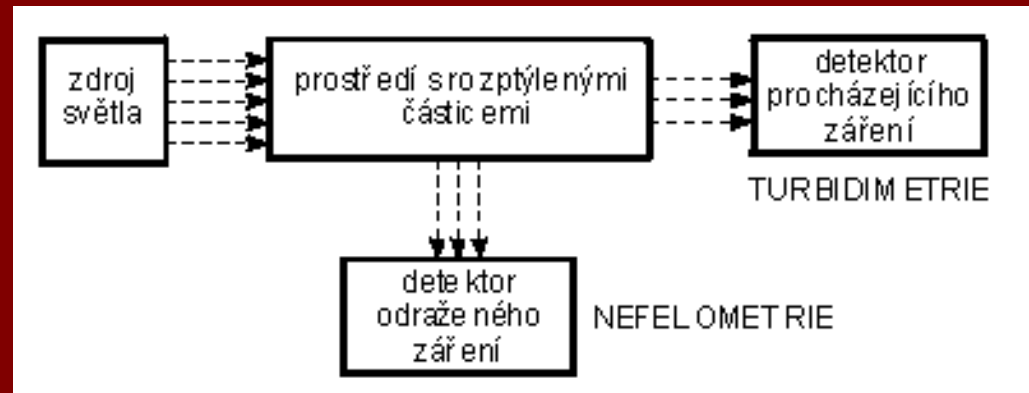 zdroj
světla
prostředí s rozptýlenými
částicemi
detektor
procházejícího
záření
TURBIDIMETRIE
detektor
odraženého
záření
NEFELOMETRIE